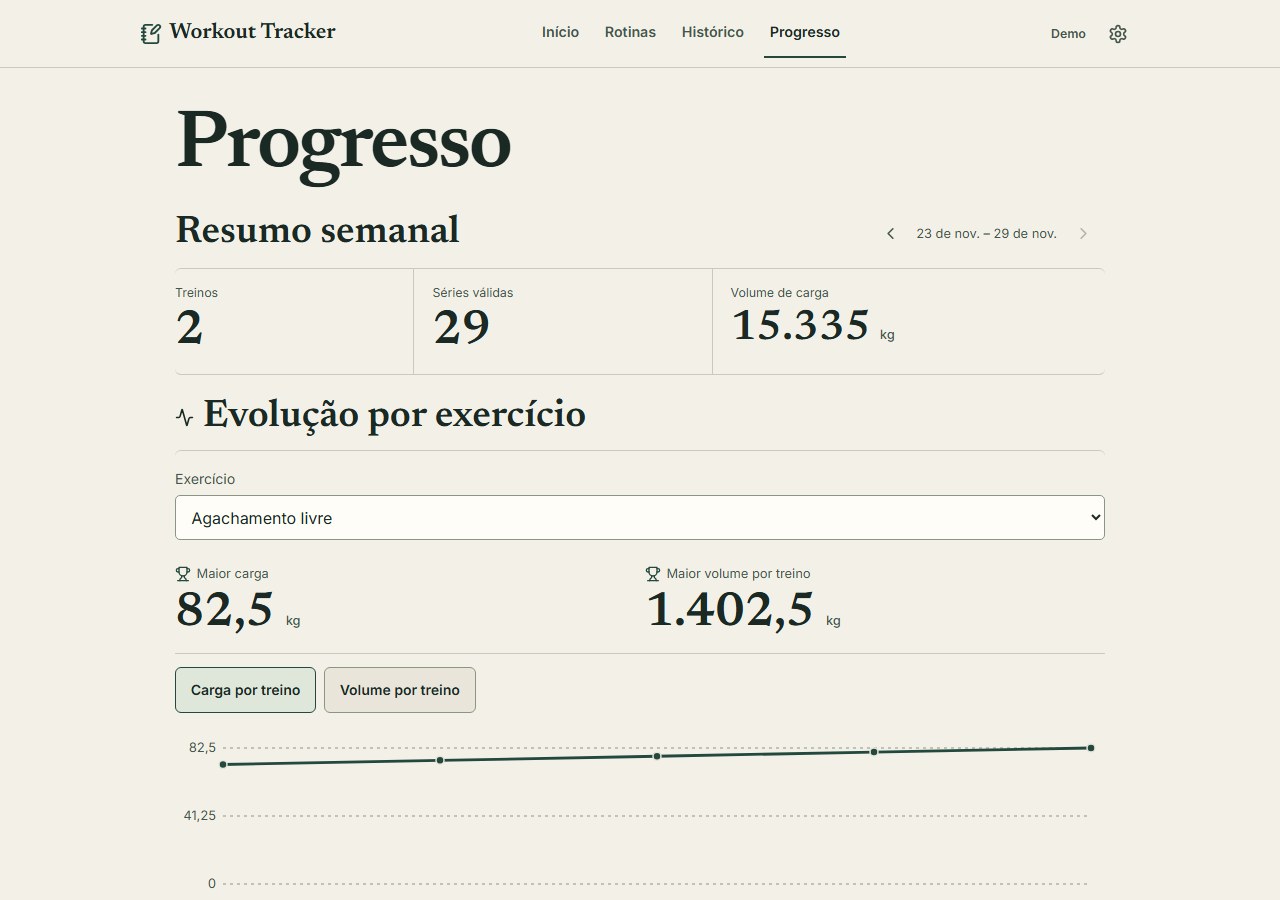 Workout Tracker
Início
Rotinas
Histórico
Progresso
Demo
Progresso
Resumo semanal
23 de nov. – 29 de nov.
Treinos
2
Séries válidas
29
Volume de carga
15.335 kg
Evolução por exercício
Exercício
Agachamento livre
Maior carga
82,5 kg
Maior volume por treino
1.402,5 kg
Carga por treino
Volume por treino
82,5
41,25
0